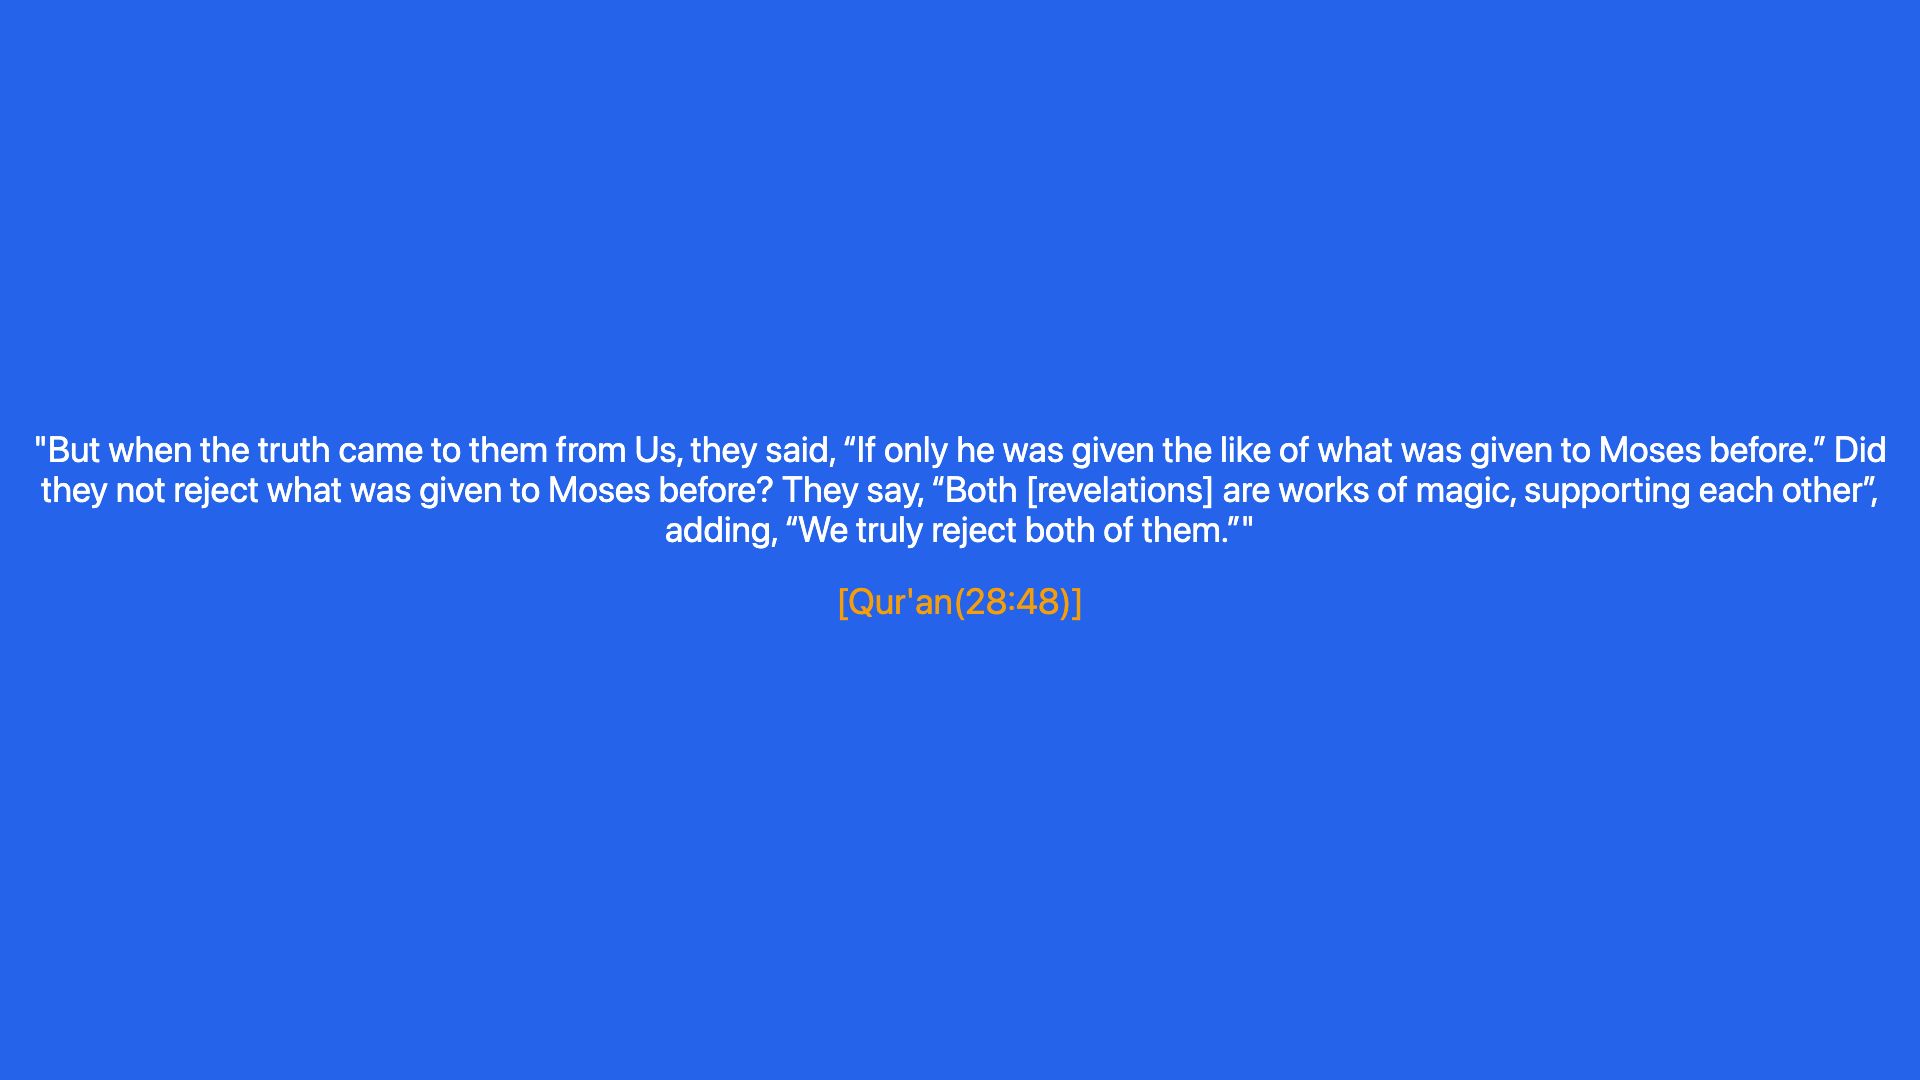 "But when the truth came to them from Us, they said, “If only he was given the like of what was given to Moses before.” Did
they not reject what was given to Moses before? They say, “Both [revelations] are works of magic, supporting each other”,
adding, “We truly reject both of them.”"
[Qur'an(28:48)]